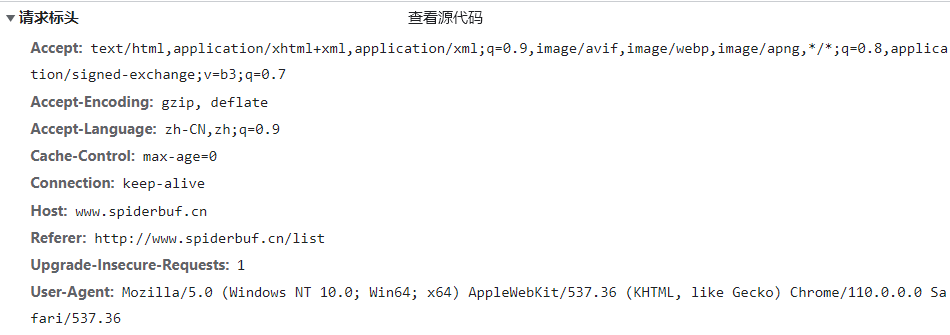 ▼请求标头 查看源代码
Accept: text/html,application/xhtml+xml,application/xml;q=0.9,image/avif,image/webp,image/apng,*/*;q=0.8,applica
tion/signed-exchange;v=b3;q=0.7
Accept-Encoding: gzip, deflate
Accept-Language: zh-CN,zh;q=0.9
Cache-Control: max-age=0
Connection: keep-alive
Host: www.spiderbuf.cn
Referer: http://www.spiderbuf.cn/list
Upgrade-Insecure-Requests: 1
User-Agent: Mozilla/5.0 (Windows NT 10.0; Win64; x64) AppleWebKit/537.36 (KHTML, like Gecko) Chrome/110.0.0.0 Sa
fari/537.36